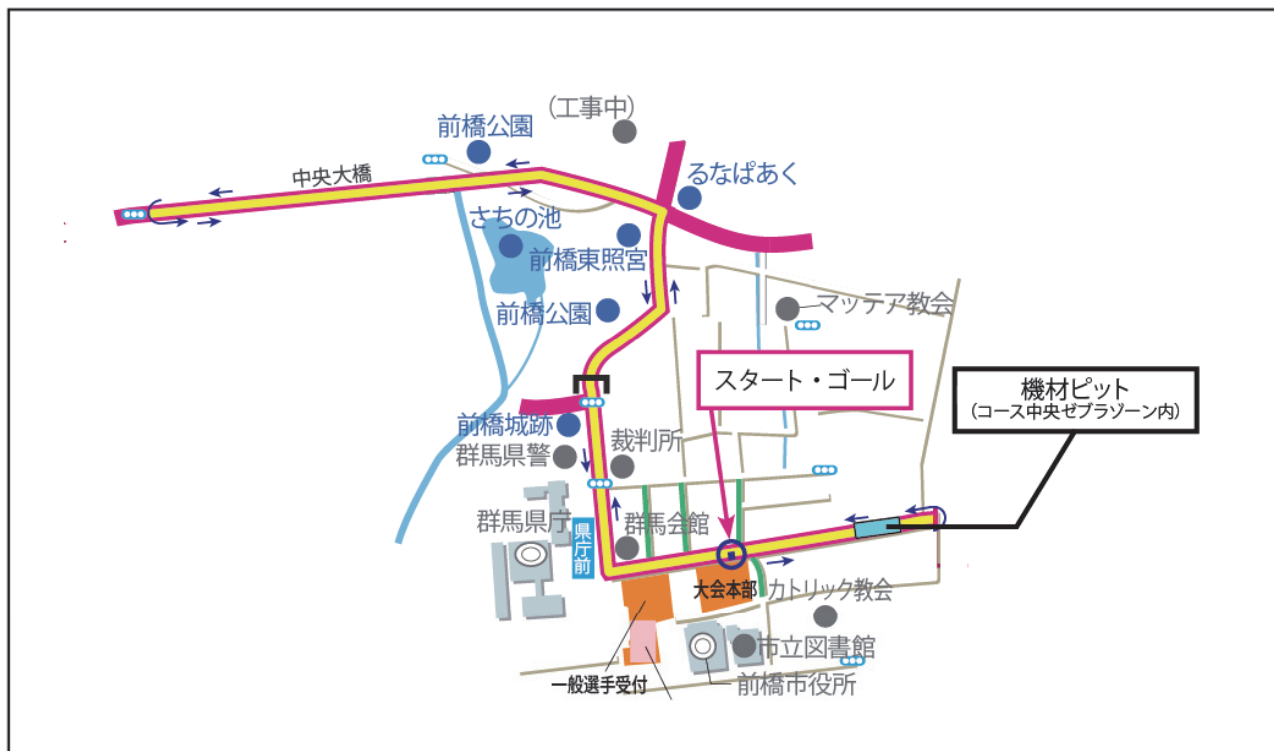 （工事中）
前橋公園
中央大橋
るなぱあく
さちの池
前橋東照宮
前橋公園
マッテア教会
スタート・ゴール
機材ピット
（コース中央ゼブラゾーン内）
前橋城跡
群馬県警
裁判所
群馬県庁
県庁前
群馬会館
大会本部
カトリック教会
市立図書館
一般選手受付
前橋市役所